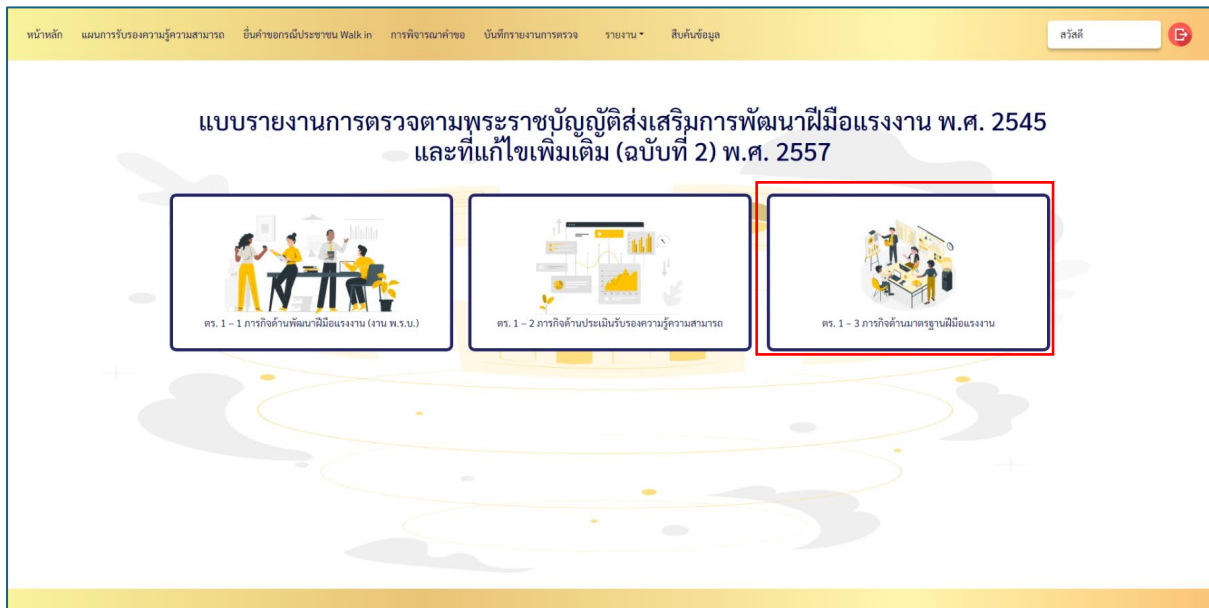 หน้าหลัก แผนการรับรองความรู้ความสามารถ ยื่นคำขอกรณีประชาชน Walk in การพิจารณาคำขอ บันทึกรายงานการตรวจ รายงาน สืบค้นข้อมูล สวัสดี
แบบรายงานการตรวจตามพระราชบัญญัติส่งเสริมการพัฒนาฝีมือแรงงาน พ.ศ. 2545
และที่แก้ไขเพิ่มเติม (ฉบับที่ 2) พ.ศ. 2557
ตร. 1 – 1 ภารกิจด้านพัฒนาฝีมือแรงงาน (งาน พ.ร.บ.)
ตร. 1 – 2 ภารกิจด้านประเมินรับรองความรู้ความสามารถ
ตร. 1 – 3 ภารกิจด้านมาตรฐานฝีมือแรงงาน